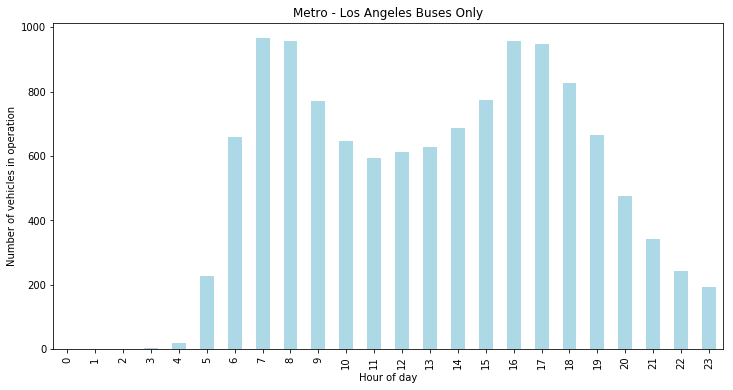 Metro - Los Angeles Buses Only
Number of vehicles in operation
1000
800
600
400
200
0
0 1 2 3 4 5 6 7 8 9 10 11 12 13 14 15 16 17 18 19 20 21 22 23
Hour of day